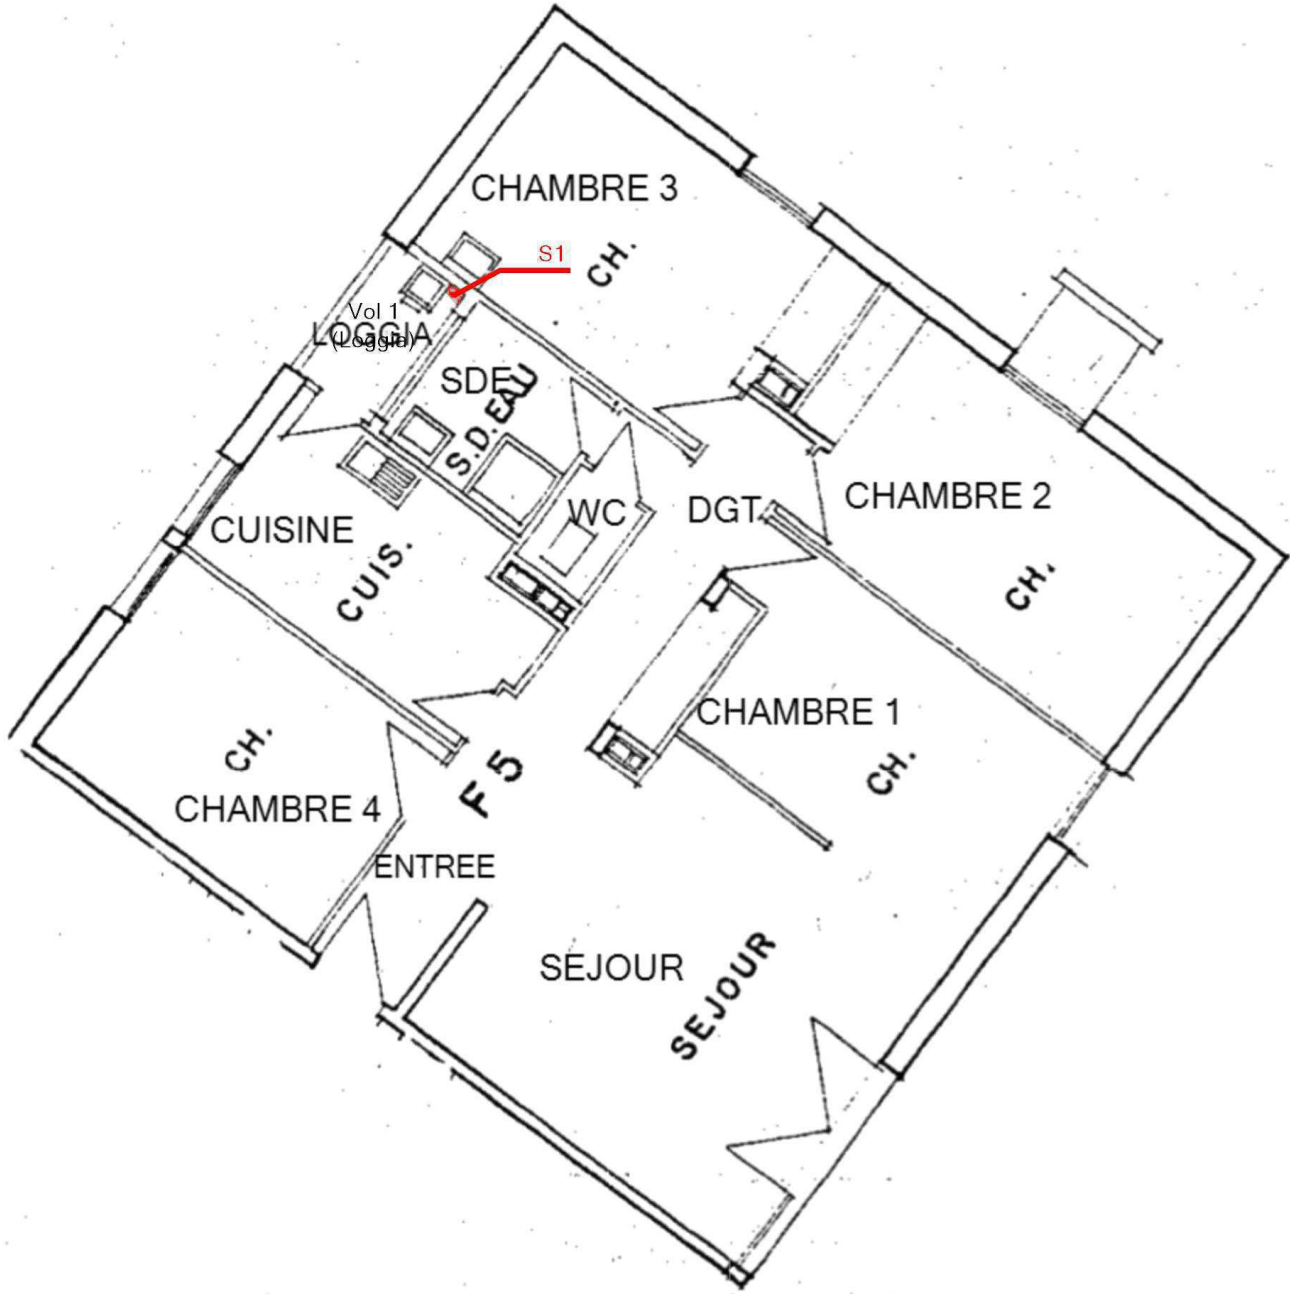 CHAMBRE 3
CH.
S1
Vol 1
LOGGIA
(Loggia)
SDE
S.D.EAU
CHAMBRE 2
WC
DGT
CUISINE
CUIS.
CH.
CHAMBRE 1
CH.
CH.
F 5
CHAMBRE 4
ENTREE
SEJOUR
SEJOUR